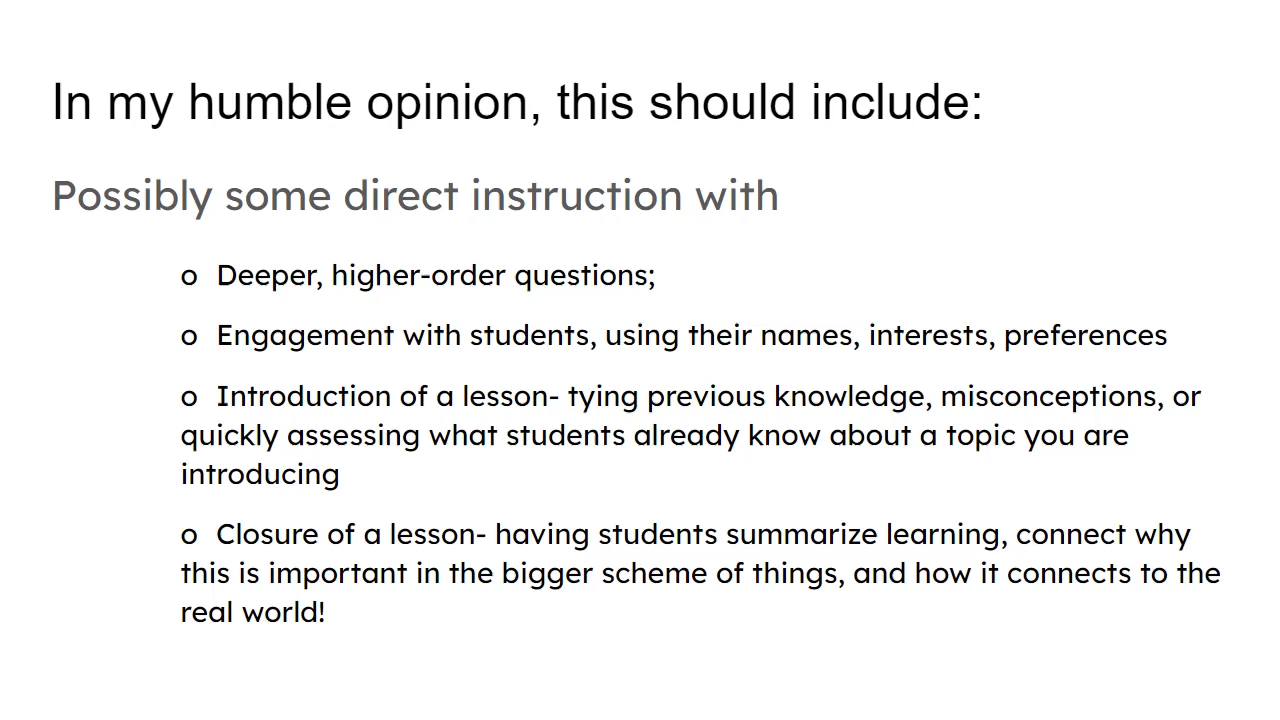 In my humble opinion, this should include:
Possibly some direct instruction with
o Deeper, higher-order questions;
o Engagement with students, using their names, interests, preferences
o Introduction of a lesson- tying previous knowledge, misconceptions, or
quickly assessing what students already know about a topic you are
introducing
o Closure of a lesson- having students summarize learning, connect why
this is important in the bigger scheme of things, and how it connects to the
real world!